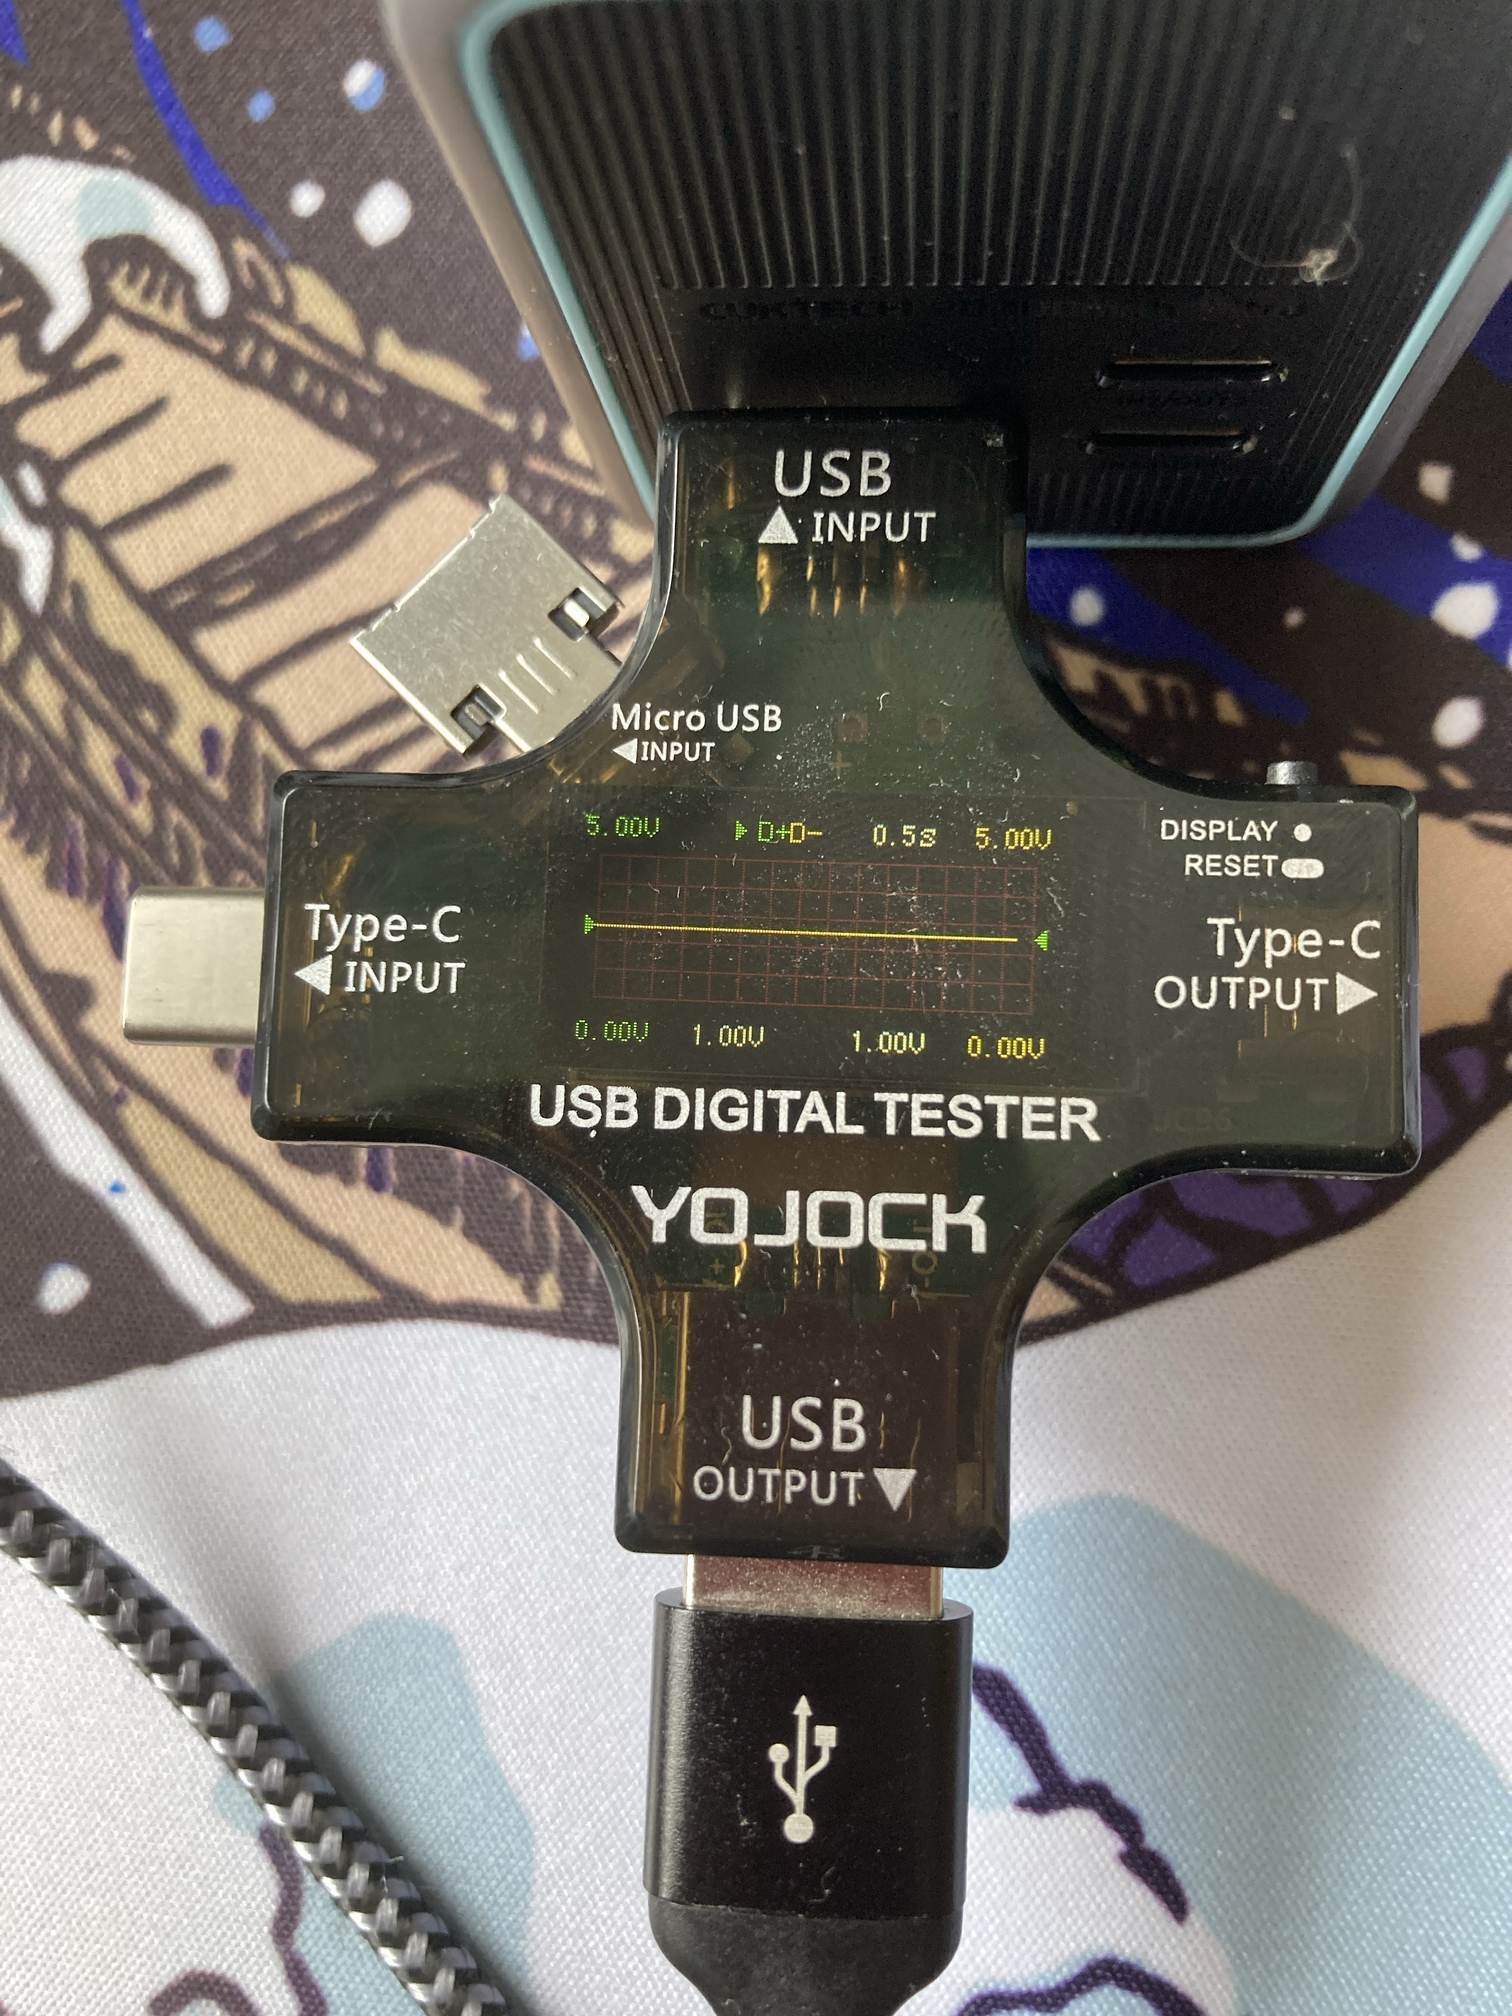 CUKTECH
USB
▲ INPUT
Micro USB
◀INPUT
5.00V ▶D+D- 0.5s 5.00V
DISPLAY
RESET
Type-C
◀ INPUT
Type-C
OUTPUT▶
0.00V 1.00V 1.00V 0.00V
USB DIGITAL TESTER
YOJOCK
USB
OUTPUT▼